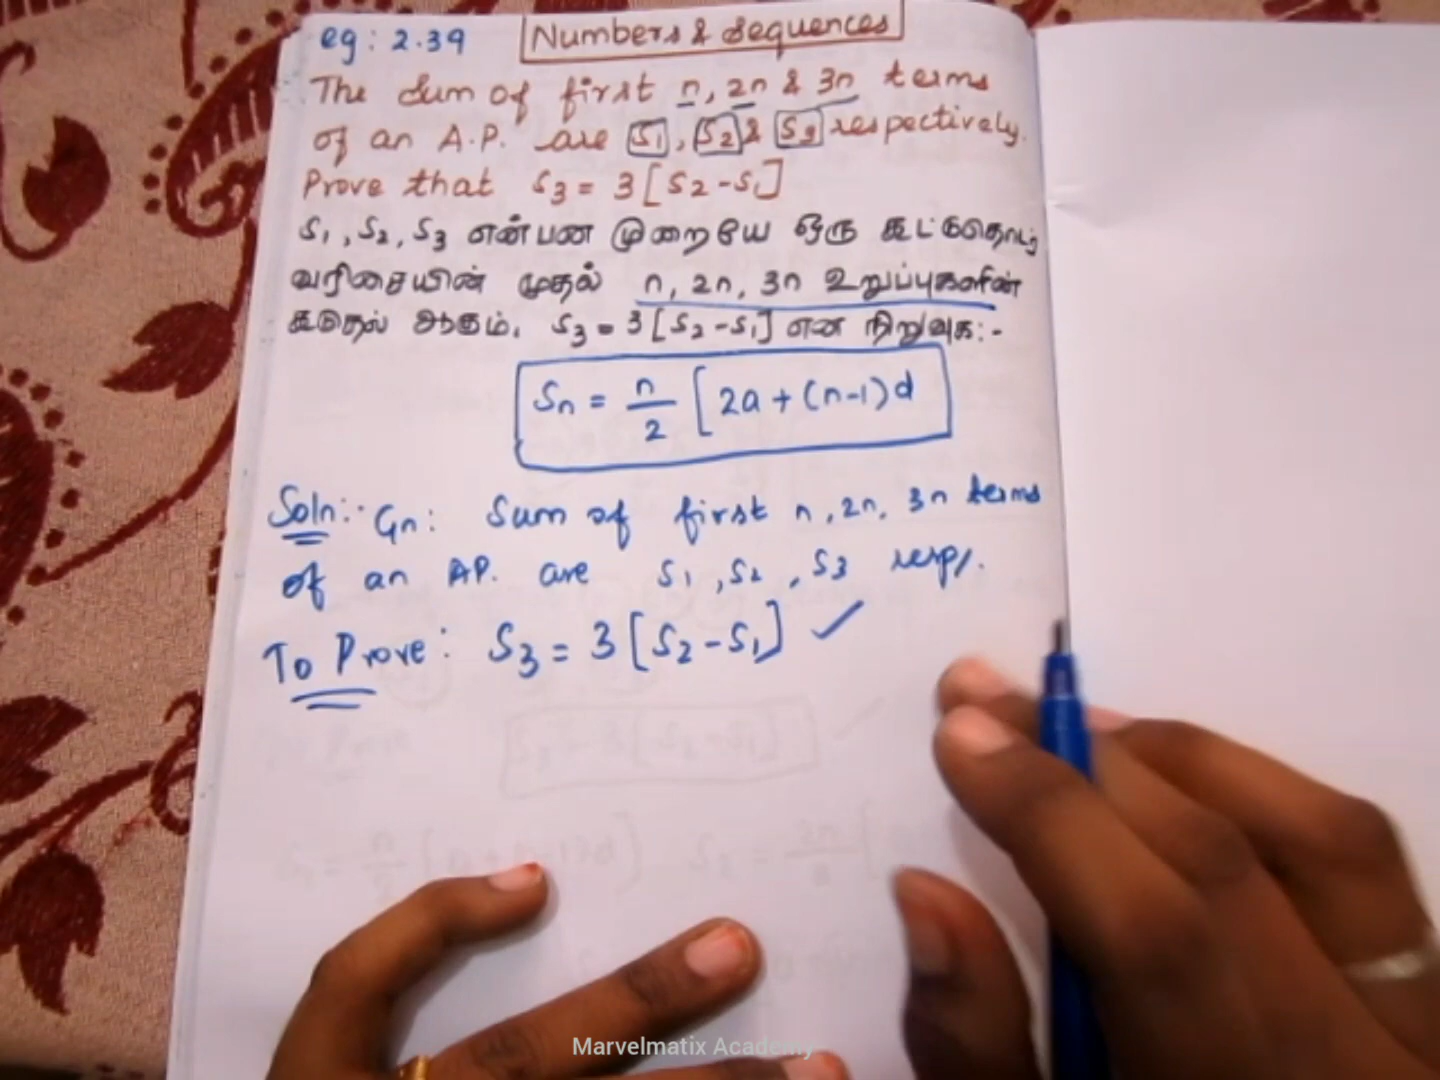 eg: 2.39 Numbers & Sequences
The Sum of first n, 2n & 3n terms
of an A.P. are S1, S2 & S3 respectively.
Prove that S3 = 3[S2-S1]
S1, S2, S3 என்பன முறையே ஒரு கூட்டுத்தொடர்
வரிசையின் முதல் n, 2n, 3n உறுப்புகளின்
கூடுதல் ஆகும். S3 = 3[S2-S1] என நிறுவுக:-
Sn = n/2 [2a + (n-1)d
Soln: Gn: Sum of first n, 2n, 3n terms
of an AP. are S1, S2, S3 resp/.
To Prove: S3 = 3[S2-S1] ✓
Marvelmatix Academy